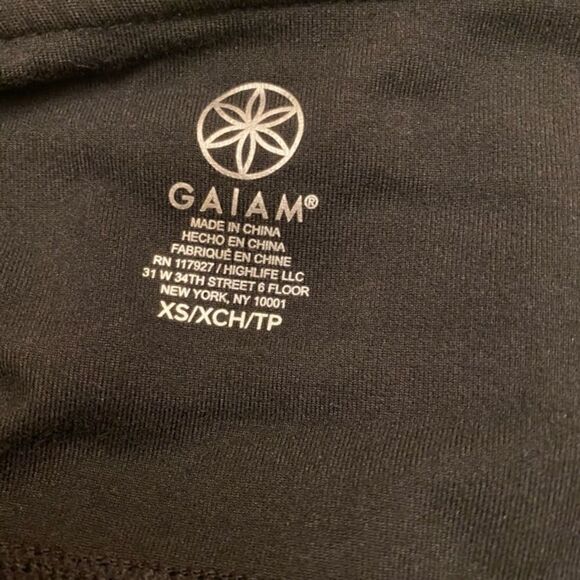 GAIAM®
MADE IN CHINA
HECHO EN CHINA
FABRIQUÉ EN CHINE
RN 117927 / HIGHLIFE LLC
31 W 34TH STREET 6 FLOOR
NEW YORK, NY 10001
XS/XCH/TP